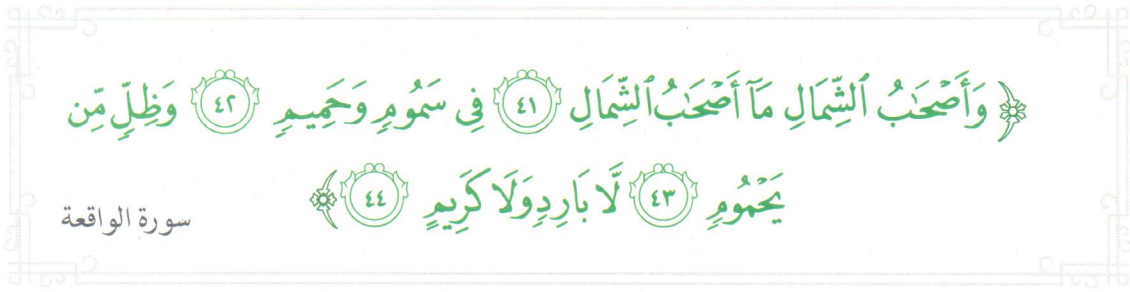 ﴿ وَأَصْحَٰبُ ٱلشِّمَالِ مَآ أَصْحَٰبُ ٱلشِّمَالِ ٤١ فِى سَمُومٍ وَحَمِيمٍ ٤٢ وَظِلٍّ مِّن
يَحْمُومٍ ٤٣ لَّا بَارِدٍ وَلَا كَرِيمٍ ٤٤ ﴾
سورة الواقعة